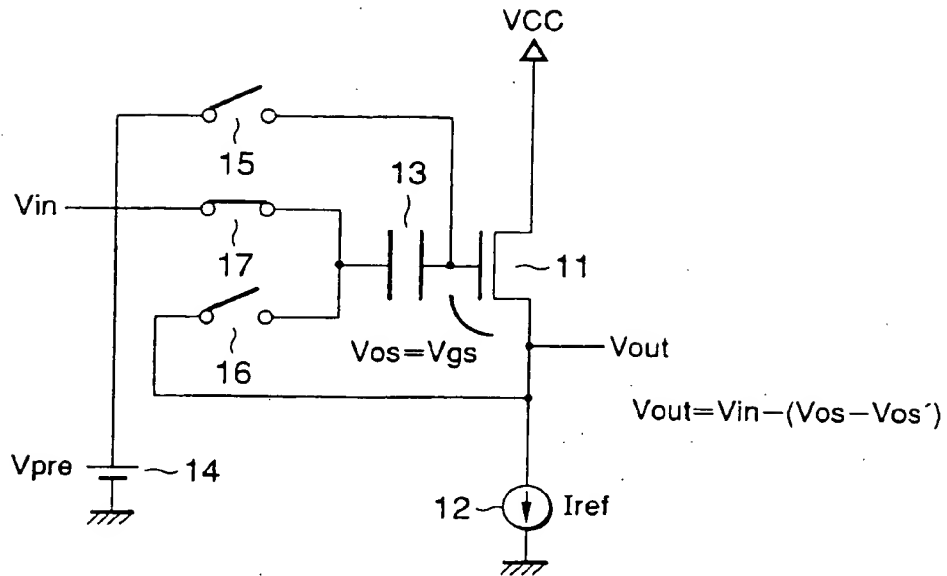 VCC
15
Vin
13
17
11
16
Vos=Vgs
Vout
Vout=Vin−(Vos−Vos´)
Vpre
14
12
Iref